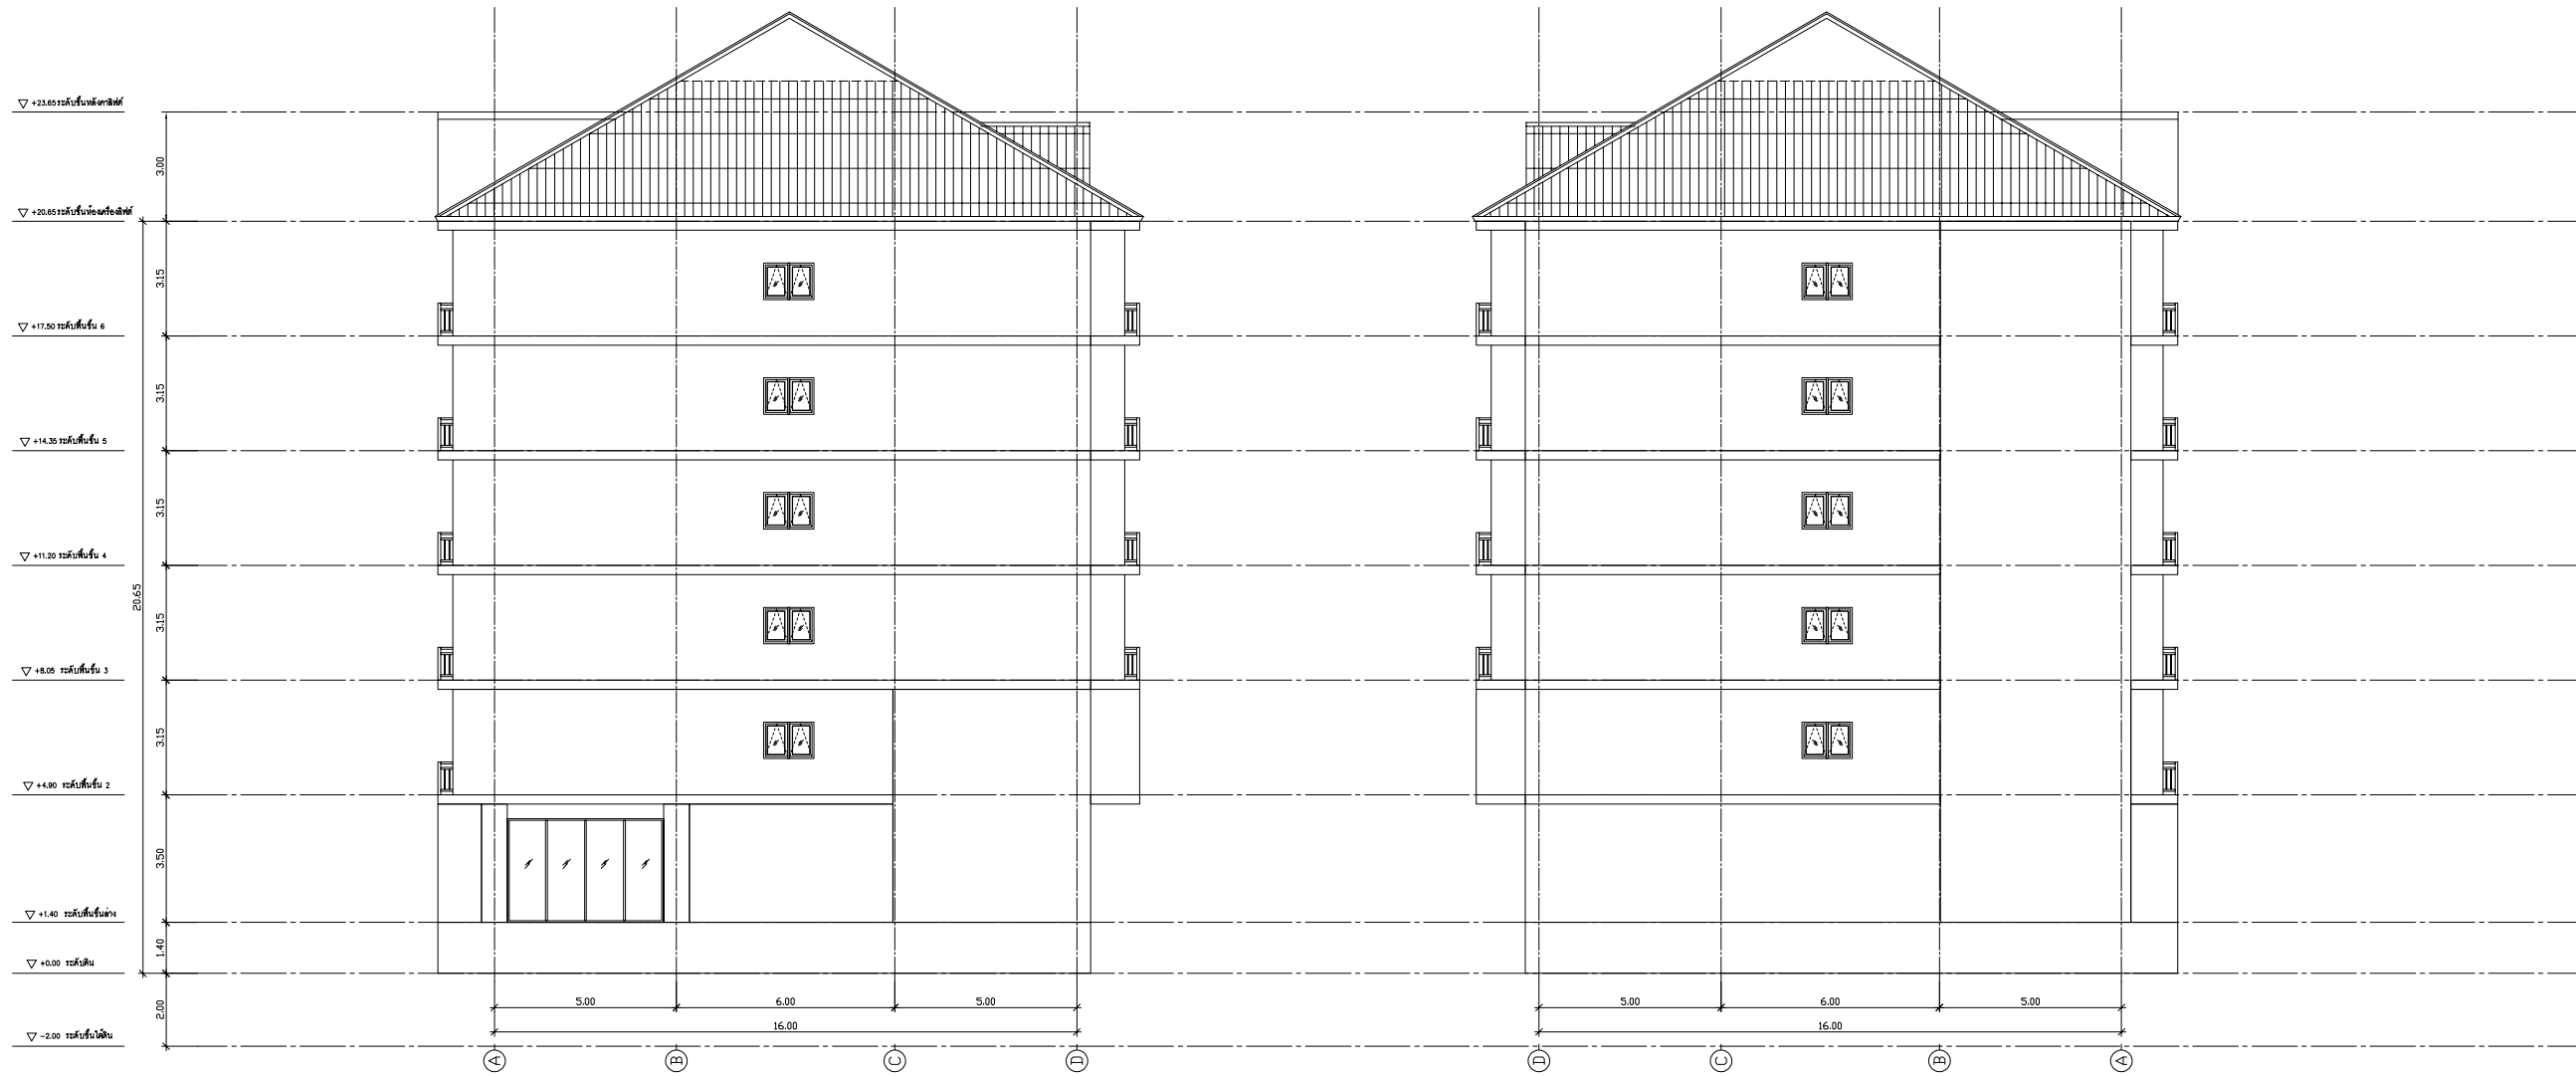 +23.65ระดับชั้นหลังคาลิฟต์
3.00
+20.65ระดับชั้นห้องเครื่องลิฟต์
3.15
+17.50 ระดับพื้นชั้น 6
3.15
+14.35 ระดับพื้นชั้น 5
3.15
+11.20 ระดับพื้นชั้น 4
20.65
3.15
+8.05 ระดับพื้นชั้น 3
3.15
+4.90 ระดับพื้นชั้น 2
3.50
+1.40 ระดับพื้นชั้นล่าง
1.40
+0.00 ระดับดิน
2.00
-2.00 ระดับชั้นใต้ดิน
5.00 6.00 5.00 5.00 6.00 5.00
16.00 16.00
A B C D D C B A